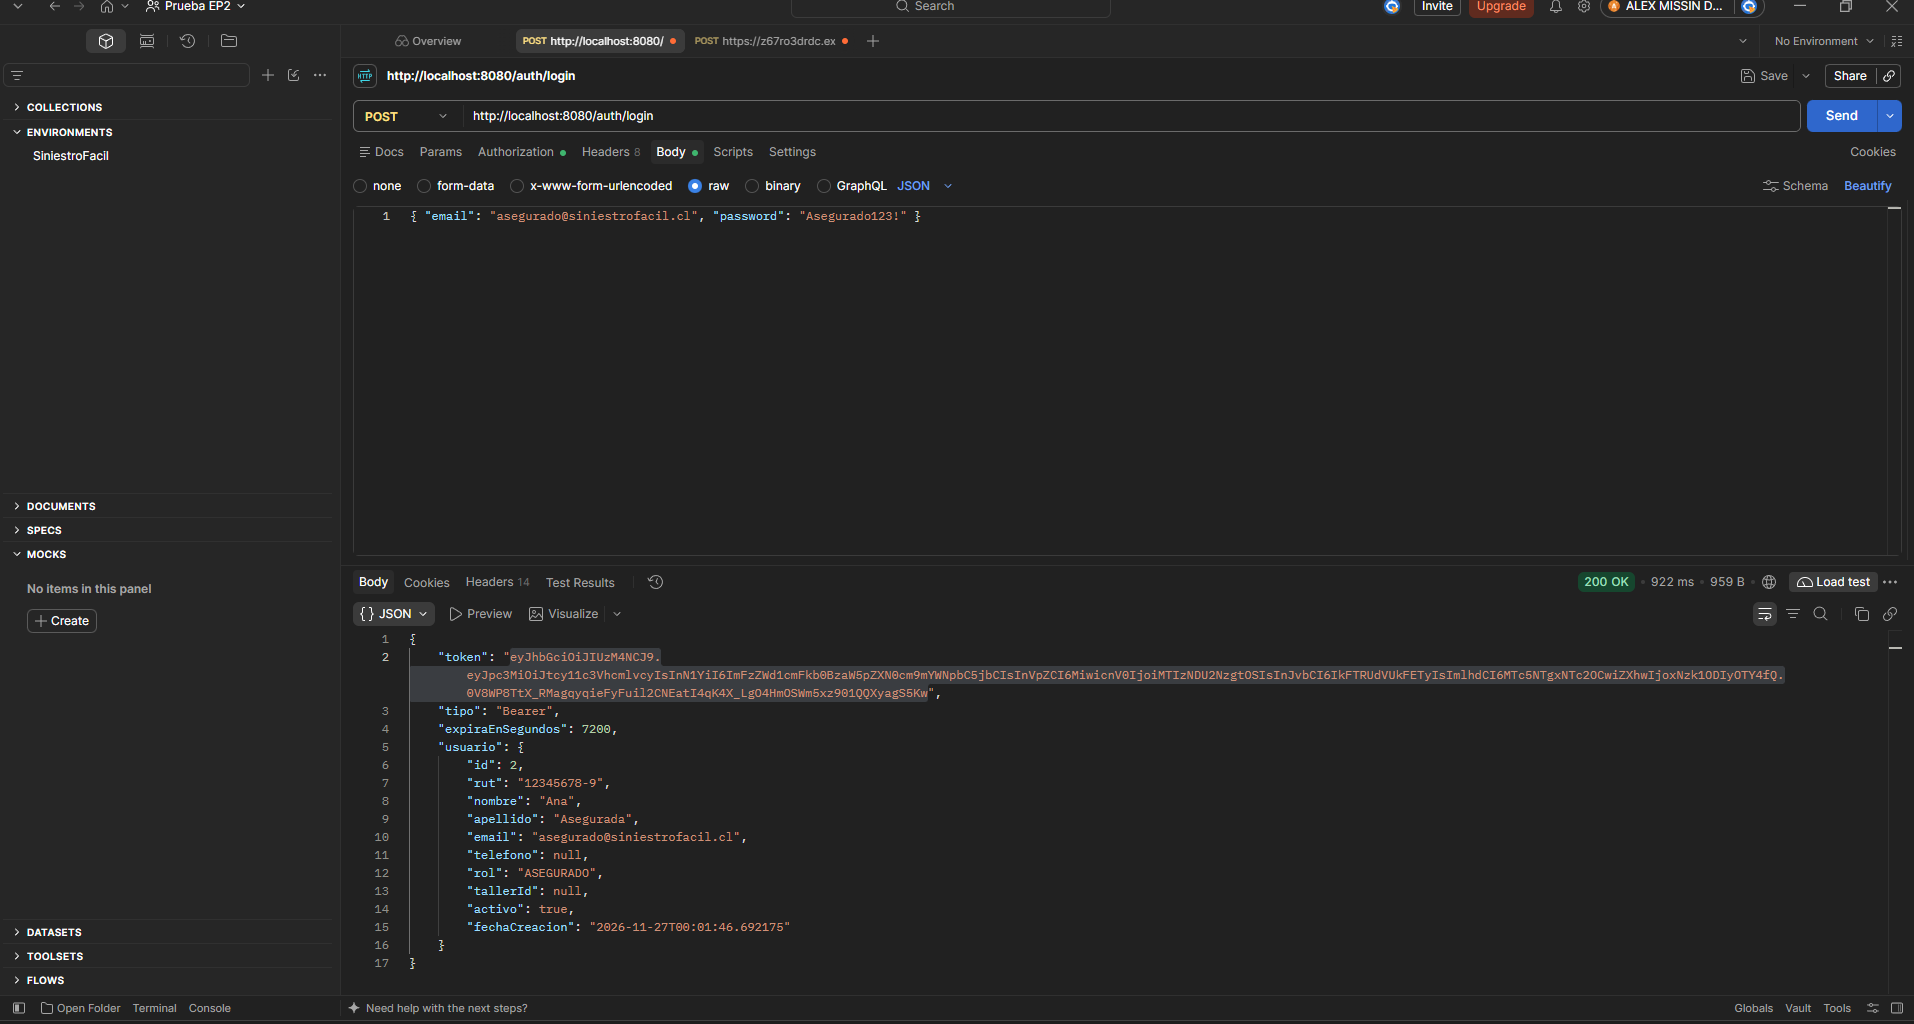 Prueba EP2
Search
Invite
Upgrade
ALEX MISSIN D...
Overview
POST http://localhost:8080/
POST https://z67ro3drdc.ex
No Environment
HTTP
http://localhost:8080/auth/login
Save
Share
COLLECTIONS
ENVIRONMENTS
SiniestroFacil
POST
http://localhost:8080/auth/login
Send
Docs
Params
Authorization
Headers 8
Body
Scripts
Settings
Cookies
none
form-data
x-www-form-urlencoded
raw
binary
GraphQL
JSON
Schema
Beautify
1 { "email": "asegurado@siniestrofacil.cl", "password": "Asegurado123!" }
DOCUMENTS
SPECS
MOCKS
No items in this panel
Create
DATASETS
TOOLSETS
FLOWS
Body
Cookies
Headers 14
Test Results
200 OK
922 ms
959 B
Load test
{ } JSON
Preview
Visualize
1 {
2 "token": "eyJhbGciOiJIUzM4NCJ9.
eyJpc3MiOiJtcy11c3VhcmlvcyIsInN1YiI6ImFzZWd1cmFkb0BzaW5pZXN0cm9mYWNpbC5jbCIsInVpZCI6MiwicnV0IjoiMTIzNDU2NzgtOSIsInJvbCI6IkFTRUdVUkFETyIsImlhdCI6MTc5NTgxNTc2OCwiZXhwIjoxNzk1ODIyOTY4fQ.
0V8WP8TtX_RMagqyqieFyFuil2CNEatI4qK4X_LgO4HmOSWm5xz901QQXyagS5Kw",
3 "tipo": "Bearer",
4 "expiraEnSegundos": 7200,
5 "usuario": {
6 "id": 2,
7 "rut": "12345678-9",
8 "nombre": "Ana",
9 "apellido": "Asegurada",
10 "email": "asegurado@siniestrofacil.cl",
11 "telefono": null,
12 "rol": "ASEGURADO",
13 "tallerId": null,
14 "activo": true,
15 "fechaCreacion": "2026-11-27T00:01:46.692175"
16 }
17 }
Open Folder
Terminal
Console
Need help with the next steps?
Globals
Vault
Tools